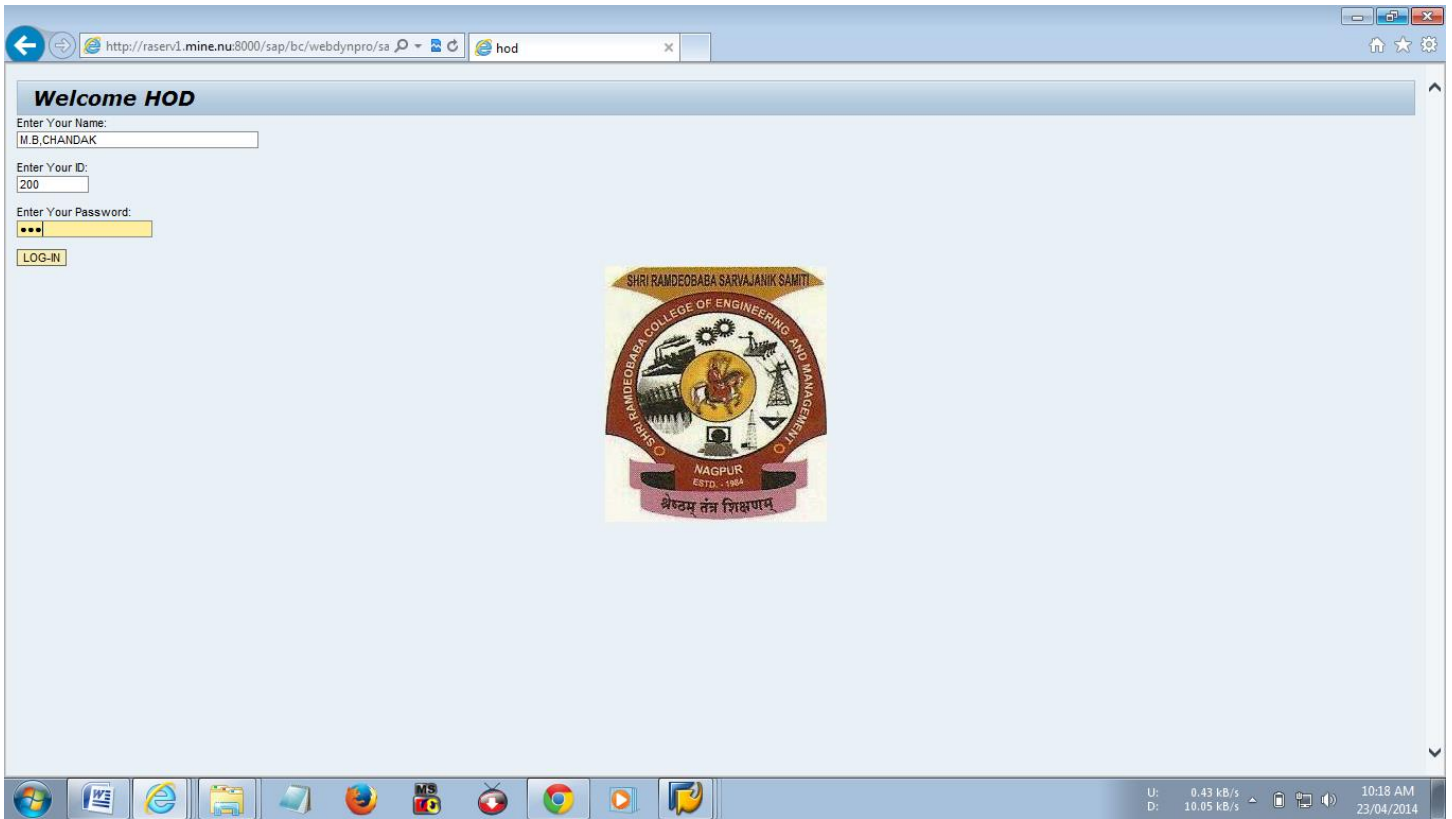 http://raserv1.mine.nu:8000/sap/bc/webdynpro/sa
hod
Welcome HOD
Enter Your Name:
M.B,CHANDAK
Enter Your ID:
200
Enter Your Password:
•••
LOG-IN
SHRI RAMDEOBABA SARVAJANIK SAMITI
SHRI RAMDEOBABA COLLEGE OF ENGINEERING AND MANAGEMENT
NAGPUR
ESTD. - 1984
श्रेष्ठम् तंत्र शिक्षणम्
MS
U: 0.43 kB/s
D: 10.05 kB/s
10:18 AM
23/04/2014